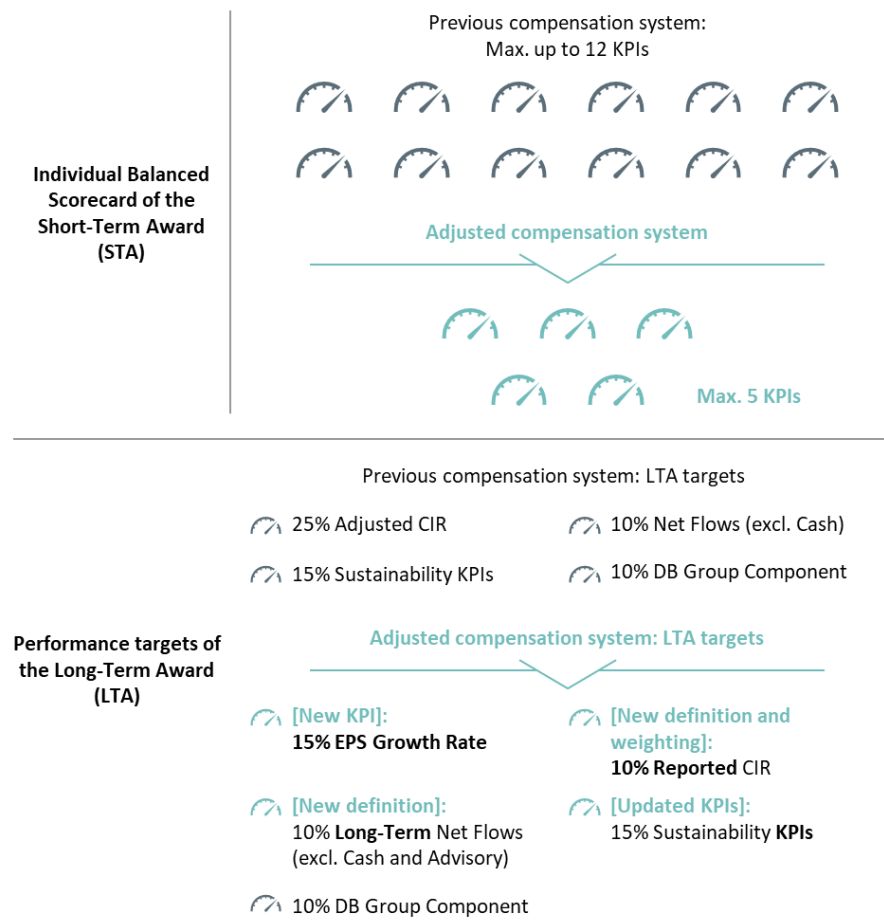 Previous compensation system:
Max. up to 12 KPIs
Individual Balanced
Scorecard of the
Short-Term Award
(STA)
Adjusted compensation system
Max. 5 KPIs
Previous compensation system: LTA targets
25% Adjusted CIR
10% Net Flows (excl. Cash)
15% Sustainability KPIs
10% DB Group Component
Performance targets of
the Long-Term Award
(LTA)
Adjusted compensation system: LTA targets
[New KPI]:
15% EPS Growth Rate
[New definition and
weighting]:
10% Reported CIR
[New definition]:
10% Long-Term Net Flows
(excl. Cash and Advisory)
[Updated KPIs]:
15% Sustainability KPIs
10% DB Group Component